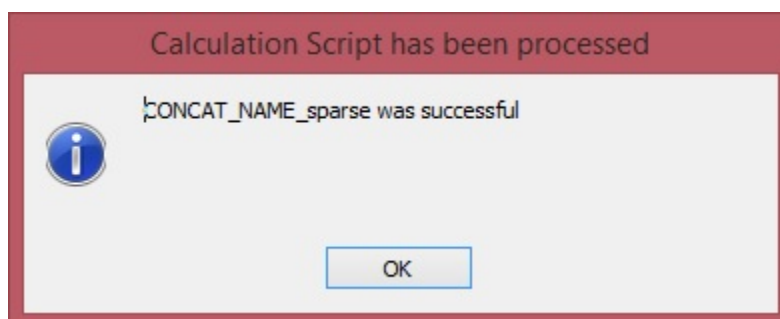 Calculation Script has been processed
CONCAT_NAME_sparse was successful
OK